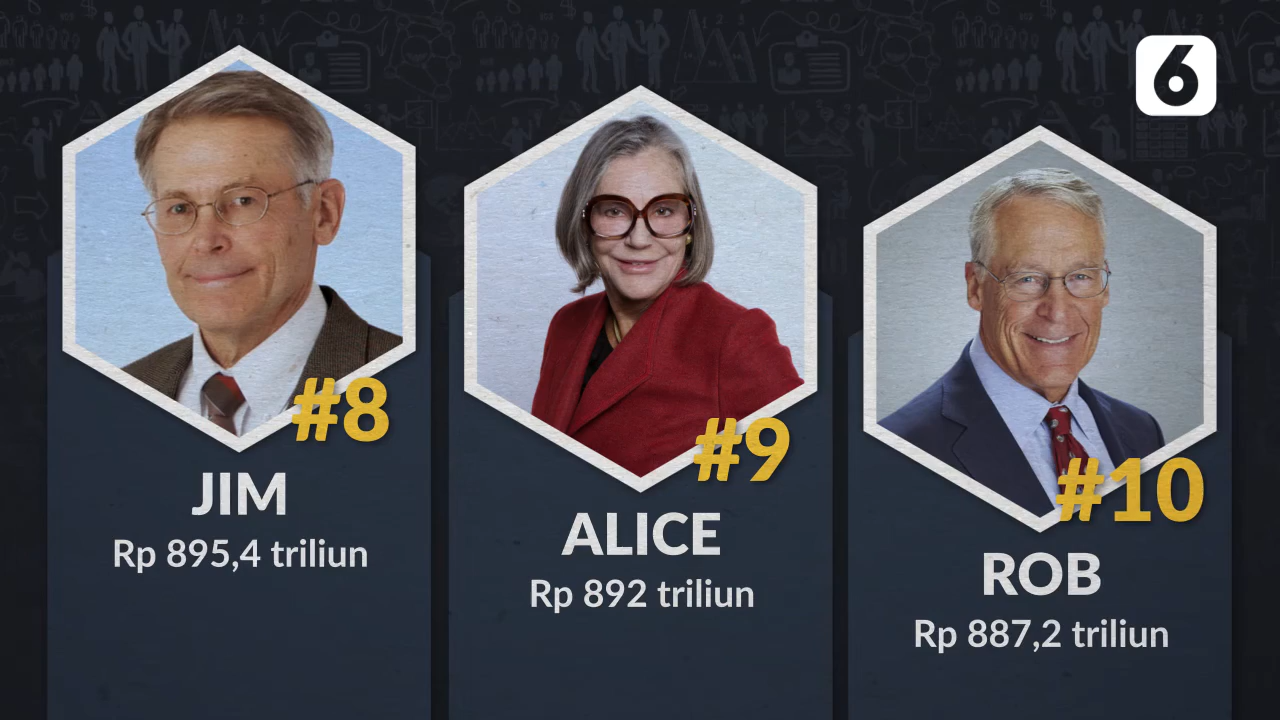 6
#8
JIM
Rp 895,4 triliun
#9
ALICE
Rp 892 triliun
#10
ROB
Rp 887,2 triliun